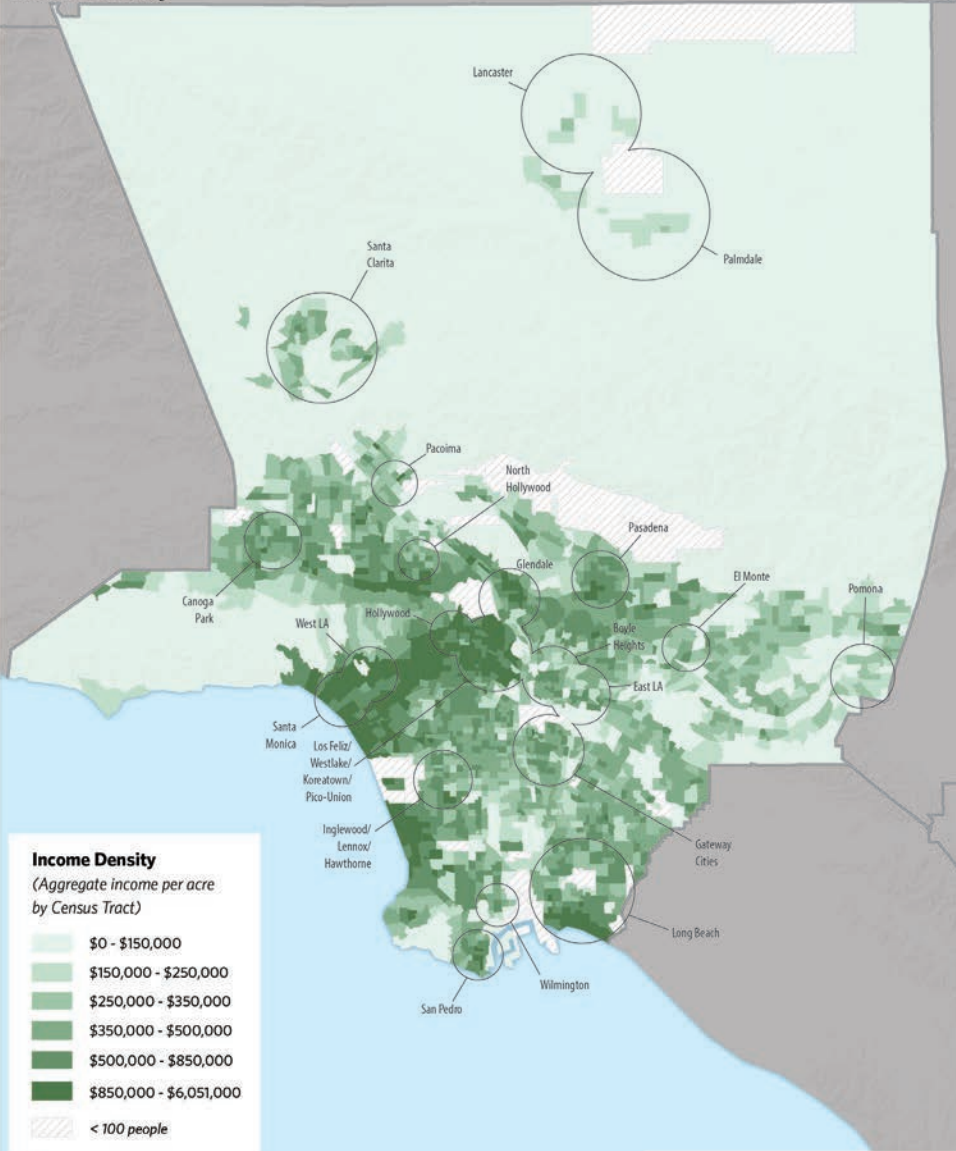 Lancaster
Palmdale
Santa
Clarita
Pacoima
North
Hollywood
Pasadena
Glendale
El Monte
Pomona
Canoga
Park
Hollywood
West LA
Boyle
Heights
East LA
Santa
Monica
Los Feliz/
Westlake/
Koreatown/
Pico-Union
Inglewood/
Lennox/
Hawthorne
Gateway
Cities
Long Beach
Wilmington
San Pedro
Income Density
(Aggregate income per acre
by Census Tract)
$0 - $150,000
$150,000 - $250,000
$250,000 - $350,000
$350,000 - $500,000
$500,000 - $850,000
$850,000 - $6,051,000
< 100 people